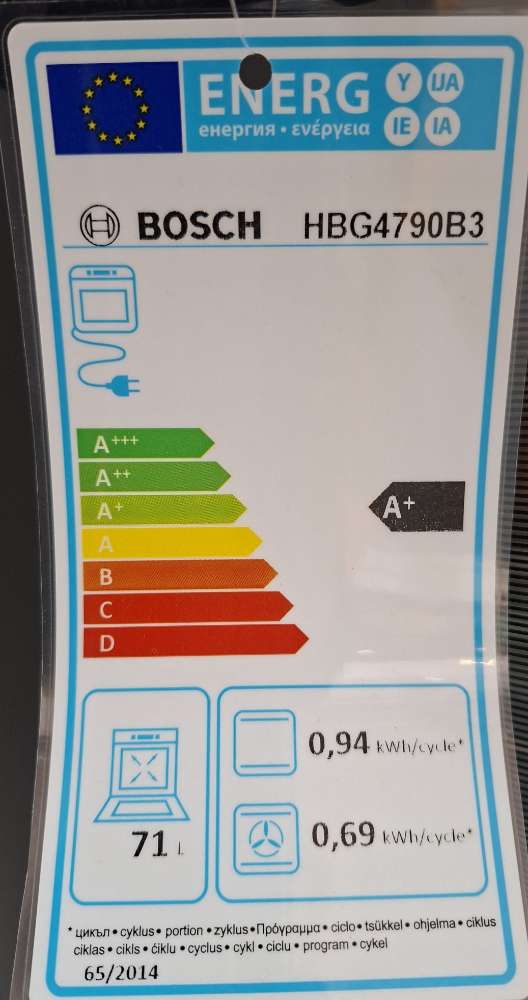 ENERG Y IJA
енергия • ενέργεια IE IA
BOSCH HBG4790B3
A+++
A++
A+
A+
A
B
C
D
0,94 kWh/cycle*
71 L
0,69 kWh/cycle*
* цикъл • cyklus • portion • zyklus • Πρόγραμμα • ciclo • tsükkel • ohjelma • ciklus
ciklas • cikls • ċiklu • cyclus • cykl • ciclu • program • cykel
65/2014